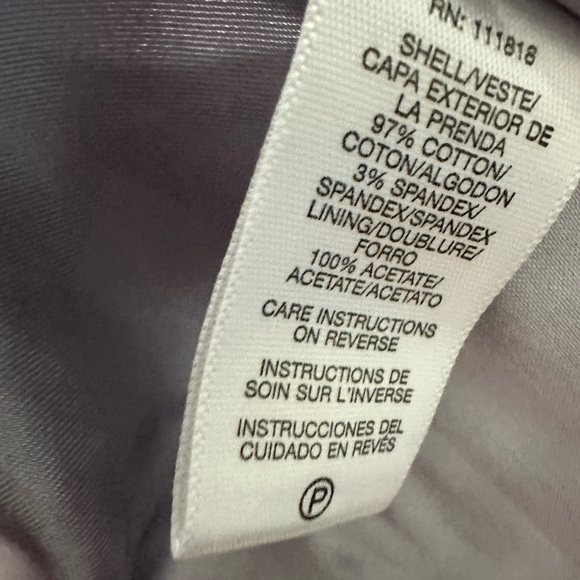 RN: 111818
SHELL/VESTE/
CAPA EXTERIOR DE
LA PRENDA
97% COTTON/
COTON/ALGODON
3% SPANDEX/
SPANDEX/SPANDEX
LINING/DOUBLURE/
FORRO
100% ACETATE/
ACETATE/ACETATO
CARE INSTRUCTIONS
ON REVERSE
INSTRUCTIONS DE
SOIN SUR L'INVERSE
INSTRUCCIONES DEL
CUIDADO EN REVÉS
P